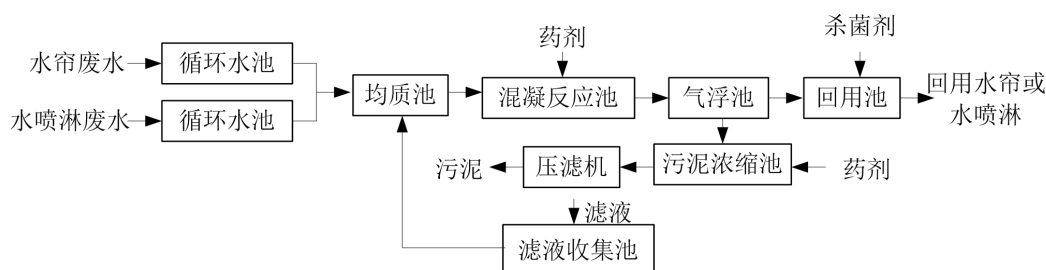 杀菌剂
药剂
水帘废水
循环水池
均质池
混凝反应池
气浮池
回用池
回用水帘或
水喷淋
水喷淋废水
循环水池
污泥
压滤机
污泥浓缩池
药剂
滤液
滤液收集池